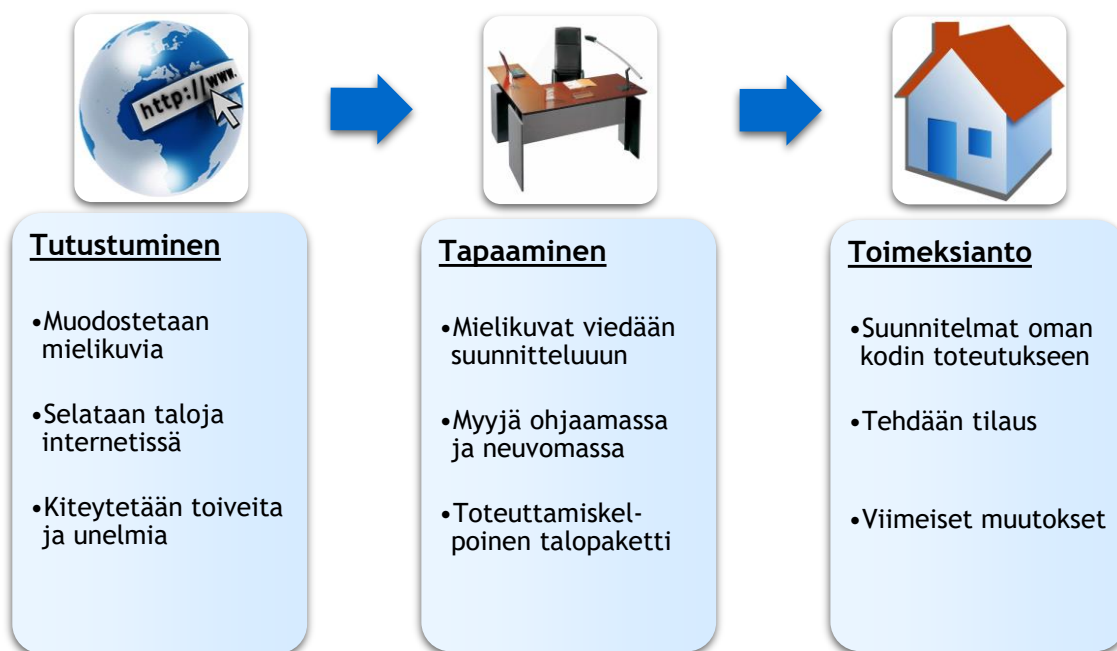 http://www.
Tutustuminen
•Muodostetaan
mielikuvia
•Selataan taloja
internetissä
•Kiteytetään toiveita
ja unelmia
Tapaaminen
•Mielikuvat viedään
suunnitteluuun
•Myyjä ohjaamassa
ja neuvomassa
•Toteuttamiskel-
poinen talopaketti
Toimeksianto
•Suunnitelmat oman
kodin toteutukseen
•Tehdään tilaus
•Viimeiset muutokset